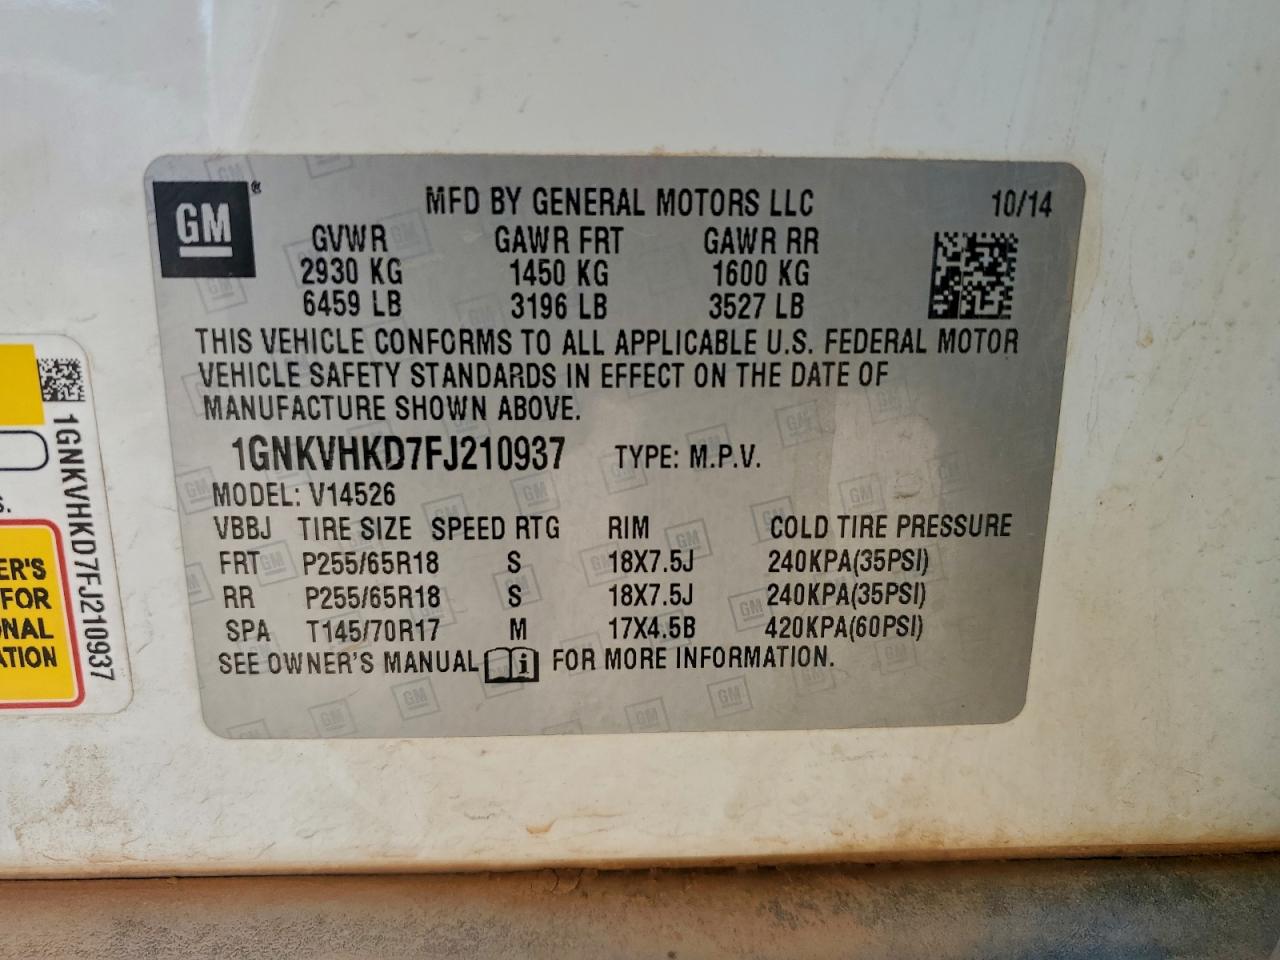 GM®
MFD BY GENERAL MOTORS LLC 10/14
GVWR GAWR FRT GAWR RR
2930 KG 1450 KG 1600 KG
6459 LB 3196 LB 3527 LB
THIS VEHICLE CONFORMS TO ALL APPLICABLE U.S. FEDERAL MOTOR
VEHICLE SAFETY STANDARDS IN EFFECT ON THE DATE OF
MANUFACTURE SHOWN ABOVE.
1GNKVHKD7FJ210937 TYPE: M.P.V.
MODEL: V14526
VBBJ TIRE SIZE SPEED RTG RIM COLD TIRE PRESSURE
FRT P255/65R18 S 18X7.5J 240KPA(35PSI)
RR P255/65R18 S 18X7.5J 240KPA(35PSI)
SPA T145/70R17 M 17X4.5B 420KPA(60PSI)
SEE OWNER'S MANUAL i FOR MORE INFORMATION.
1GNKVHKD7FJ210937
S.
ER'S
FOR
NAL
ATION